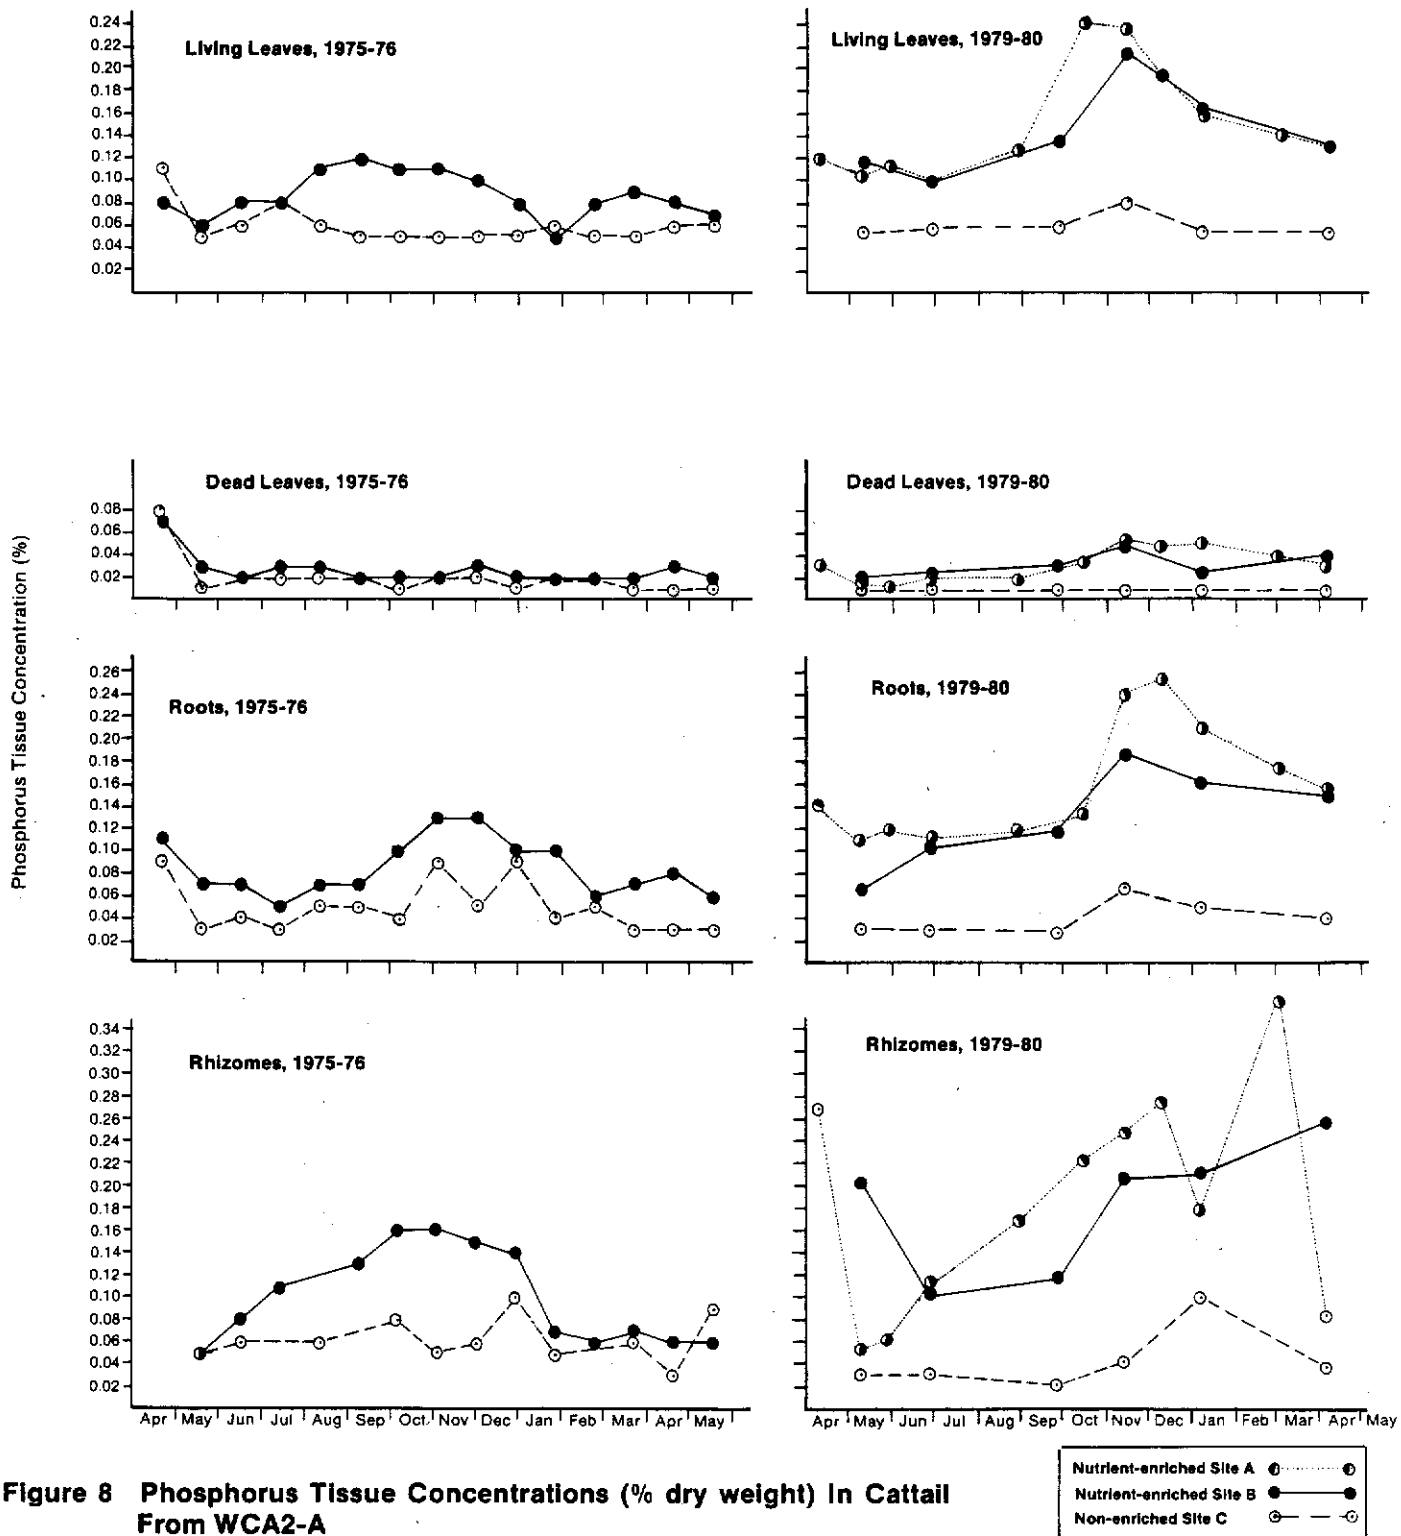 Living Leaves, 1975-76
0.24
0.22
0.20
0.18
0.16
0.14
0.12
0.10
0.08
0.06
0.04
0.02
Living Leaves, 1979-80
Phosphorus Tissue Concentration (%)
Dead Leaves, 1975-76
0.08
0.06
0.04
0.02
Dead Leaves, 1979-80
Roots, 1975-76
0.26
0.24
0.22
0.20
0.18
0.16
0.14
0.12
0.10
0.08
0.06
0.04
0.02
Roots, 1979-80
Rhizomes, 1975-76
0.34
0.32
0.30
0.28
0.26
0.24
0.22
0.20
0.18
0.16
0.14
0.12
0.10
0.08
0.06
0.04
0.02
Apr May Jun Jul Aug Sep Oct Nov Dec Jan Feb Mar Apr May
Rhizomes, 1979-80
Apr May Jun Jul Aug Sep Oct Nov Dec Jan Feb Mar Apr May
Nutrient-enriched Site A
Nutrient-enriched Site B
Non-enriched Site C
Figure 8 Phosphorus Tissue Concentrations (% dry weight) In Cattail
From WCA2-A